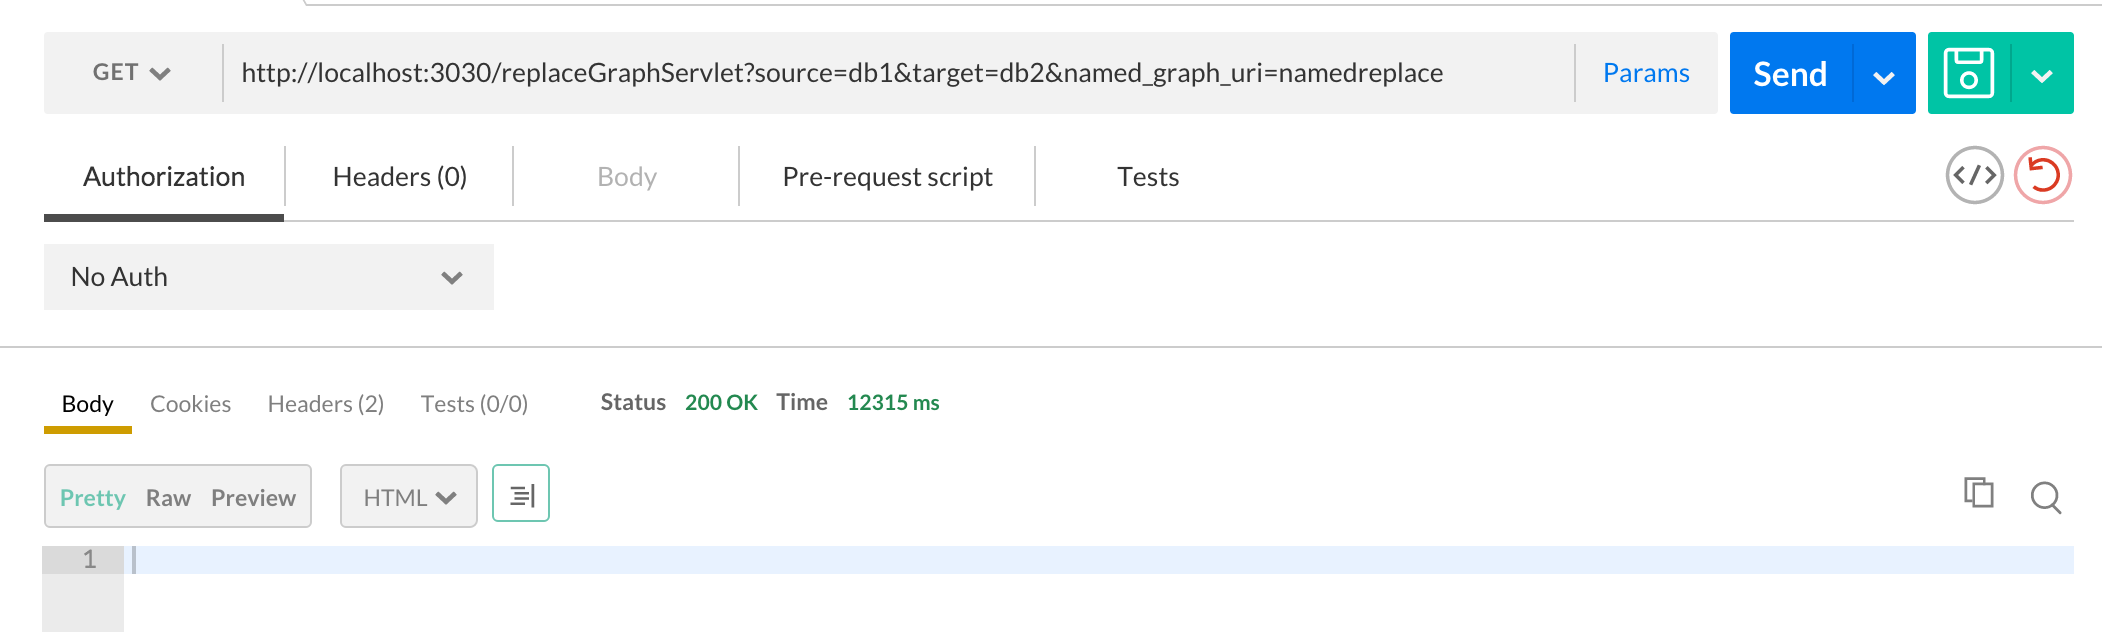 GET http://localhost:3030/replaceGraphServlet?source=db1&target=db2&named_graph_uri=namedreplace Params Send
Authorization Headers (0) Body Pre-request script Tests </>
No Auth
Body Cookies Headers (2) Tests (0/0) Status 200 OK Time 12315 ms
Pretty Raw Preview HTML
1